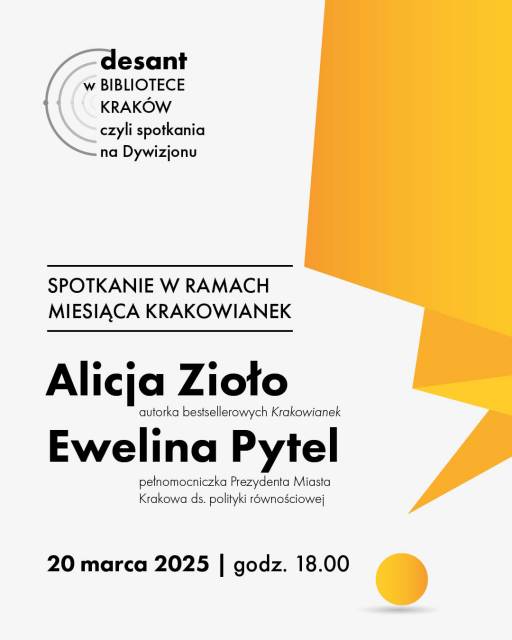 desant
w BIBLIOTECE
KRAKÓW
czyli spotkania
na Dywizjonu
SPOTKANIE W RAMACH
MIESIĄCA KRAKOWIANEK
Alicja Zioło
autorka bestsellerowych Krakowianek
Ewelina Pytel
pełnomocniczka Prezydenta Miasta
Krakowa ds. polityki równościowej
20 marca 2025 | godz. 18.00